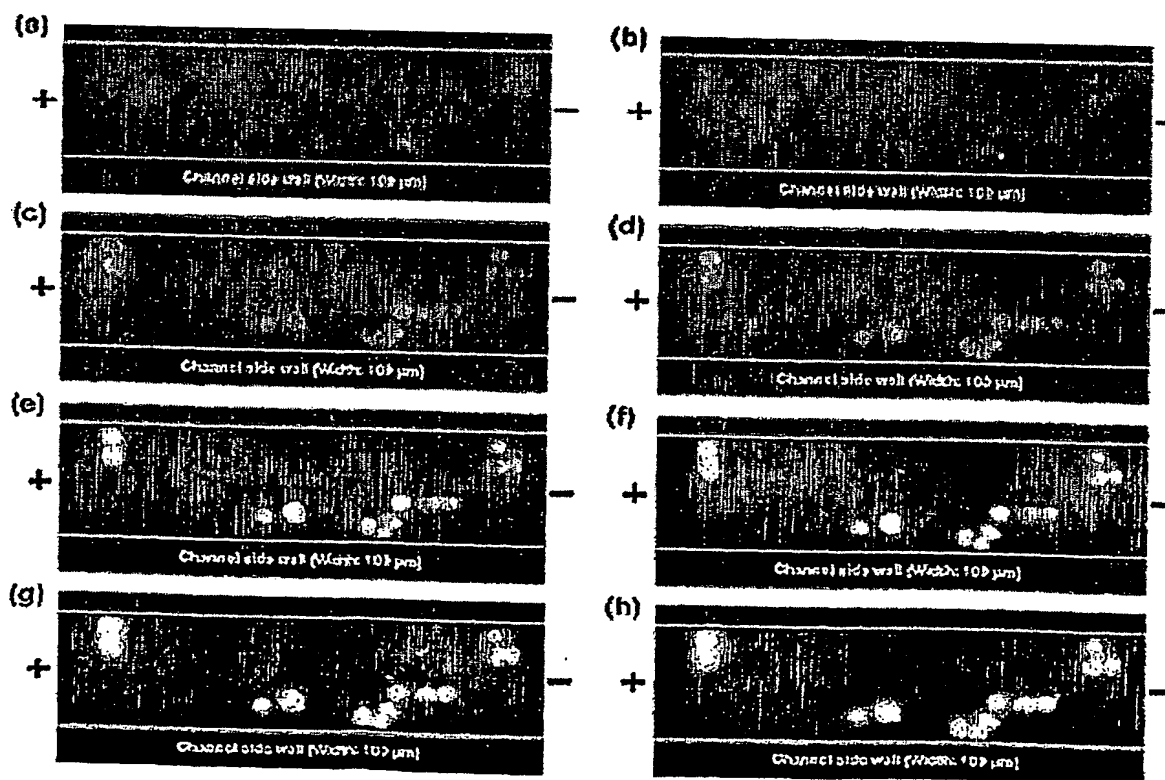 (a)
+
−
Channel side wall (Width: 100 µm)
(b)
+
−
Channel side wall (Width: 100 µm)
(c)
+
−
Channel side wall (Width: 100 µm)
(d)
+
−
Channel side wall (Width: 100 µm)
(e)
+
−
Channel side wall (Width: 100 µm)
(f)
+
−
Channel side wall (Width: 100 µm)
(g)
+
−
Channel side wall (Width: 100 µm)
(h)
+
−
Channel side wall (Width: 100 µm)